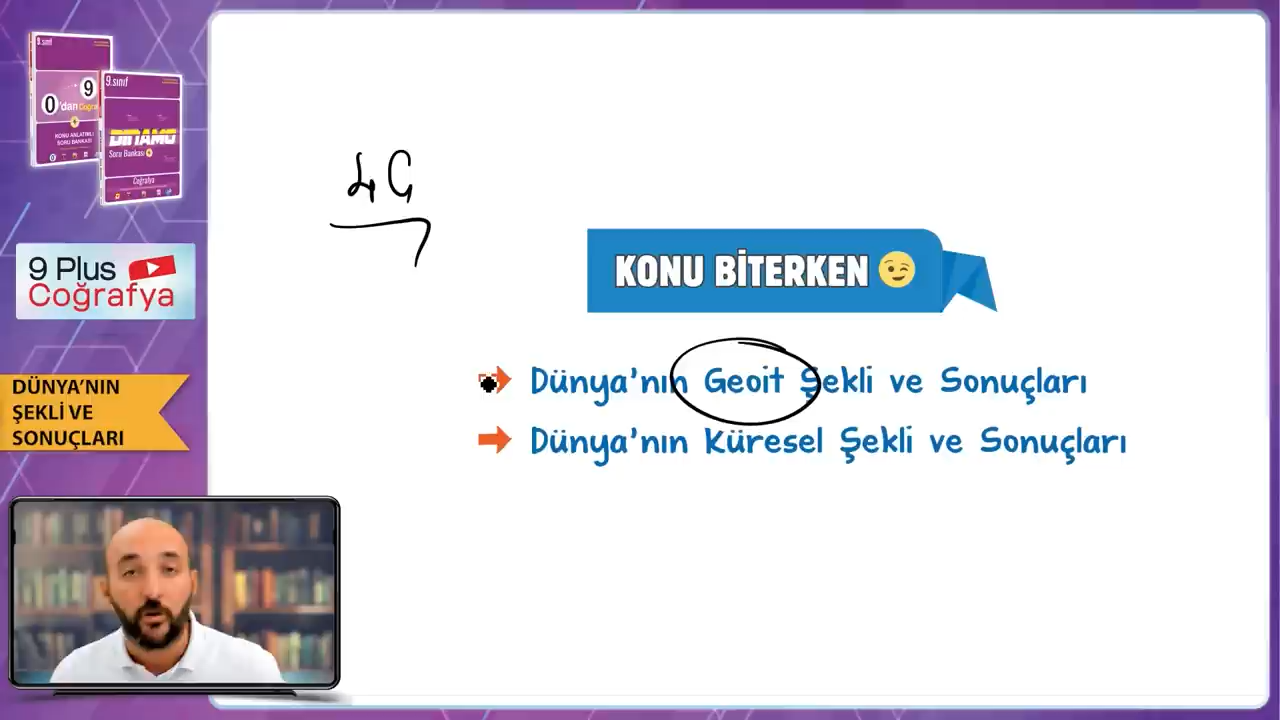 9.sınıf
9
0'dan Coğrafya
KONU ANLATIMLI
SORU BANKASI
9.sınıf
DİNAMO
Soru Bankası
Coğrafya
9 Plus
Coğrafya
DÜNYA'NIN
ŞEKLİ VE
SONUÇLARI
4G
KONU BİTERKEN
Dünya'nın Geoit Şekli ve Sonuçları
Dünya'nın Küresel Şekli ve Sonuçları